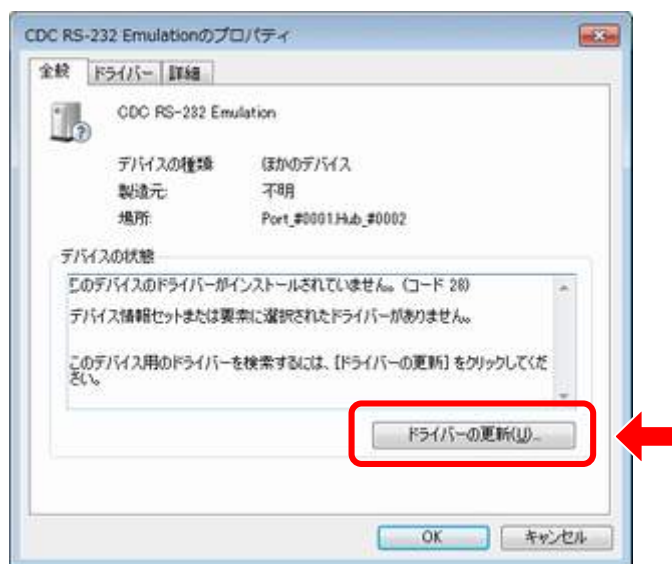 CDC RS-232 Emulationのプロパティ
全般 ドライバー 詳細
CDC RS-232 Emulation
デバイスの種類: ほかのデバイス
製造元: 不明
場所: Port_#0001.Hub_#0002
デバイスの状態
このデバイスのドライバーがインストールされていません。 (コード 28)
デバイス情報セットまたは要素に選択されたドライバーがありません。
このデバイス用のドライバーを検索するには、[ドライバーの更新] をクリックしてくだ
さい。
ドライバーの更新(U)...
OK キャンセル